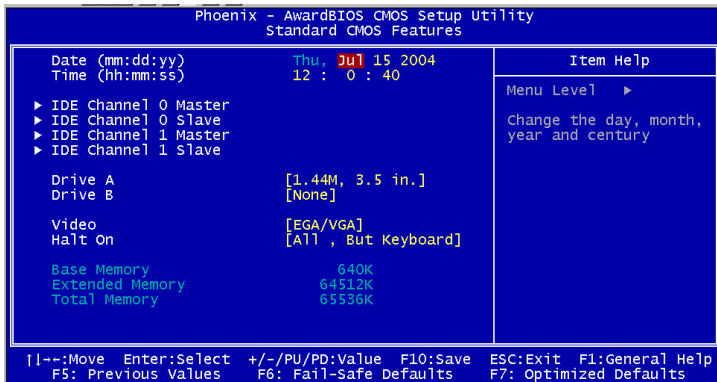 Phoenix - AwardBIOS CMOS Setup Utility
Standard CMOS Features
Date (mm:dd:yy) Thu, Jul 15 2004
Time (hh:mm:ss) 12 : 0 : 40
▶ IDE Channel 0 Master
▶ IDE Channel 0 Slave
▶ IDE Channel 1 Master
▶ IDE Channel 1 Slave
Drive A [1.44M, 3.5 in.]
Drive B [None]
Video [EGA/VGA]
Halt On [All , But Keyboard]
Base Memory 640K
Extended Memory 64512K
Total Memory 65536K
Item Help
Menu Level ▶
Change the day, month,
year and century
↑↓→←:Move Enter:Select +/-/PU/PD:Value F10:Save ESC:Exit F1:General Help
F5: Previous Values F6: Fail-Safe Defaults F7: Optimized Defaults